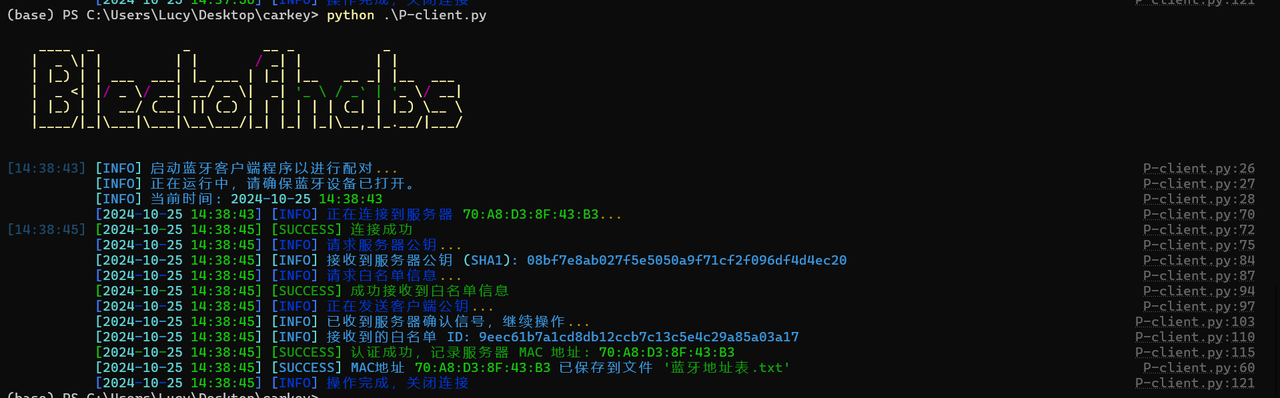 [2024-10-25 14:37:56] [INFO] 操作完成，关闭连接 P-client.py:121
(base) PS C:\Users\Lucy\Desktop\carkey> python .\P-client.py
Blectofhabs
[14:38:43] [INFO] 启动蓝牙客户端程序以进行配对... P-client.py:26
[INFO] 正在运行中，请确保蓝牙设备已打开。 P-client.py:27
[INFO] 当前时间: 2024-10-25 14:38:43 P-client.py:28
[2024-10-25 14:38:43] [INFO] 正在连接到服务器 70:A8:D3:8F:43:B3... P-client.py:70
[14:38:45] [2024-10-25 14:38:45] [SUCCESS] 连接成功 P-client.py:72
[2024-10-25 14:38:45] [INFO] 请求服务器公钥... P-client.py:75
[2024-10-25 14:38:45] [INFO] 接收到服务器公钥 (SHA1): 08bf7e8ab027f5e5050a9f71cf2f096df4d4ec20 P-client.py:84
[2024-10-25 14:38:45] [INFO] 请求白名单信息... P-client.py:87
[2024-10-25 14:38:45] [SUCCESS] 成功接收到白名单信息 P-client.py:94
[2024-10-25 14:38:45] [INFO] 正在发送客户端公钥... P-client.py:97
[2024-10-25 14:38:45] [INFO] 已收到服务器确认信号，继续操作... P-client.py:103
[2024-10-25 14:38:45] [INFO] 接收到的白名单 ID: 9eec61b7a1cd8db12ccb7c13c5e4c29a85a03a17 P-client.py:110
[2024-10-25 14:38:45] [SUCCESS] 认证成功，记录服务器 MAC 地址: 70:A8:D3:8F:43:B3 P-client.py:115
[2024-10-25 14:38:45] [SUCCESS] MAC地址 70:A8:D3:8F:43:B3 已保存到文件 '蓝牙地址表.txt' P-client.py:60
[2024-10-25 14:38:45] [INFO] 操作完成，关闭连接 P-client.py:121
(base) PS C:\Users\Lucy\Desktop\carkey>